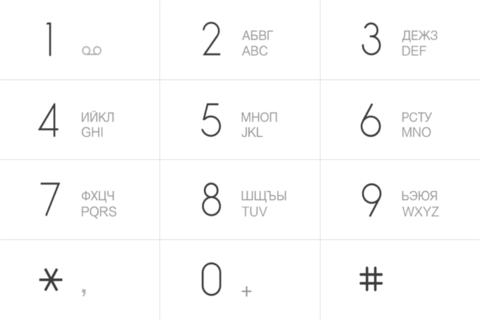 1
2 АБВГ
ABC
3 ДЕЖЗ
DEF
4 ИЙКЛ
GHI
5 МНОП
JKL
6 РСТУ
MNO
7 ФХЦЧ
PQRS
8 ШЩЪЫ
TUV
9 ЬЭЮЯ
WXYZ
* ,
0 +
#